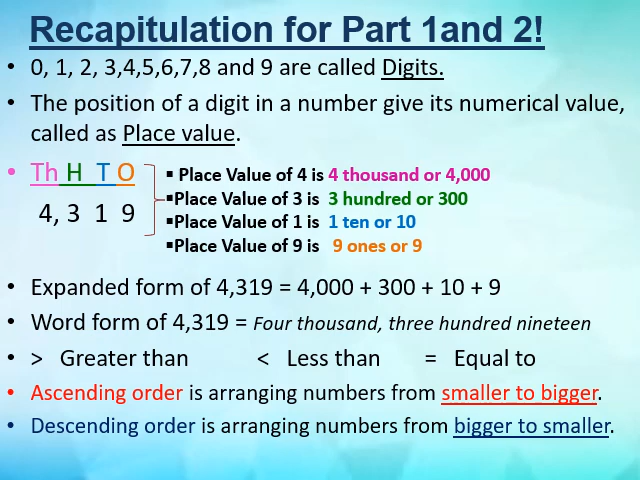 Recapitulation for Part 1and 2!
• 0, 1, 2, 3,4,5,6,7,8 and 9 are called Digits.
• The position of a digit in a number give its numerical value,
called as Place value.
• Th H T O
4, 3 1 9
▪ Place Value of 4 is 4 thousand or 4,000
▪Place Value of 3 is 3 hundred or 300
▪Place Value of 1 is 1 ten or 10
▪Place Value of 9 is 9 ones or 9
• Expanded form of 4,319 = 4,000 + 300 + 10 + 9
• Word form of 4,319 = Four thousand, three hundred nineteen
• > Greater than < Less than = Equal to
• Ascending order is arranging numbers from smaller to bigger.
• Descending order is arranging numbers from bigger to smaller.